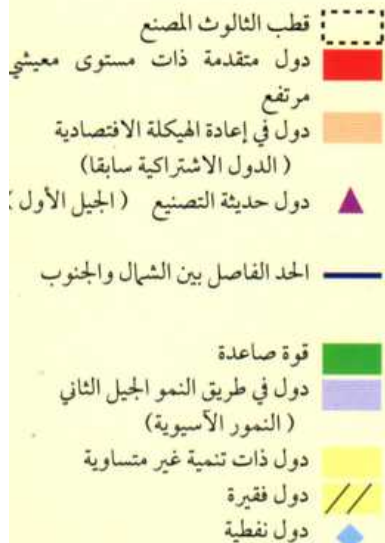 قطب الثالوث المصنع
دول متقدمة ذات مستوى معيشي
مرتفع
دول في إعادة الهيكلة الافتصادية
( الدول الاشتراكية سابقا)
دول حديثة التصنيع ( الجيل الأول )
الحد الفاصل بين الشمال والجنوب
قوة صاعدة
دول في طريق النمو الجيل الثاني
( النمور الآسيوية)
دول ذات تنمية غير متساوية
دول فقيرة
دول نفطية